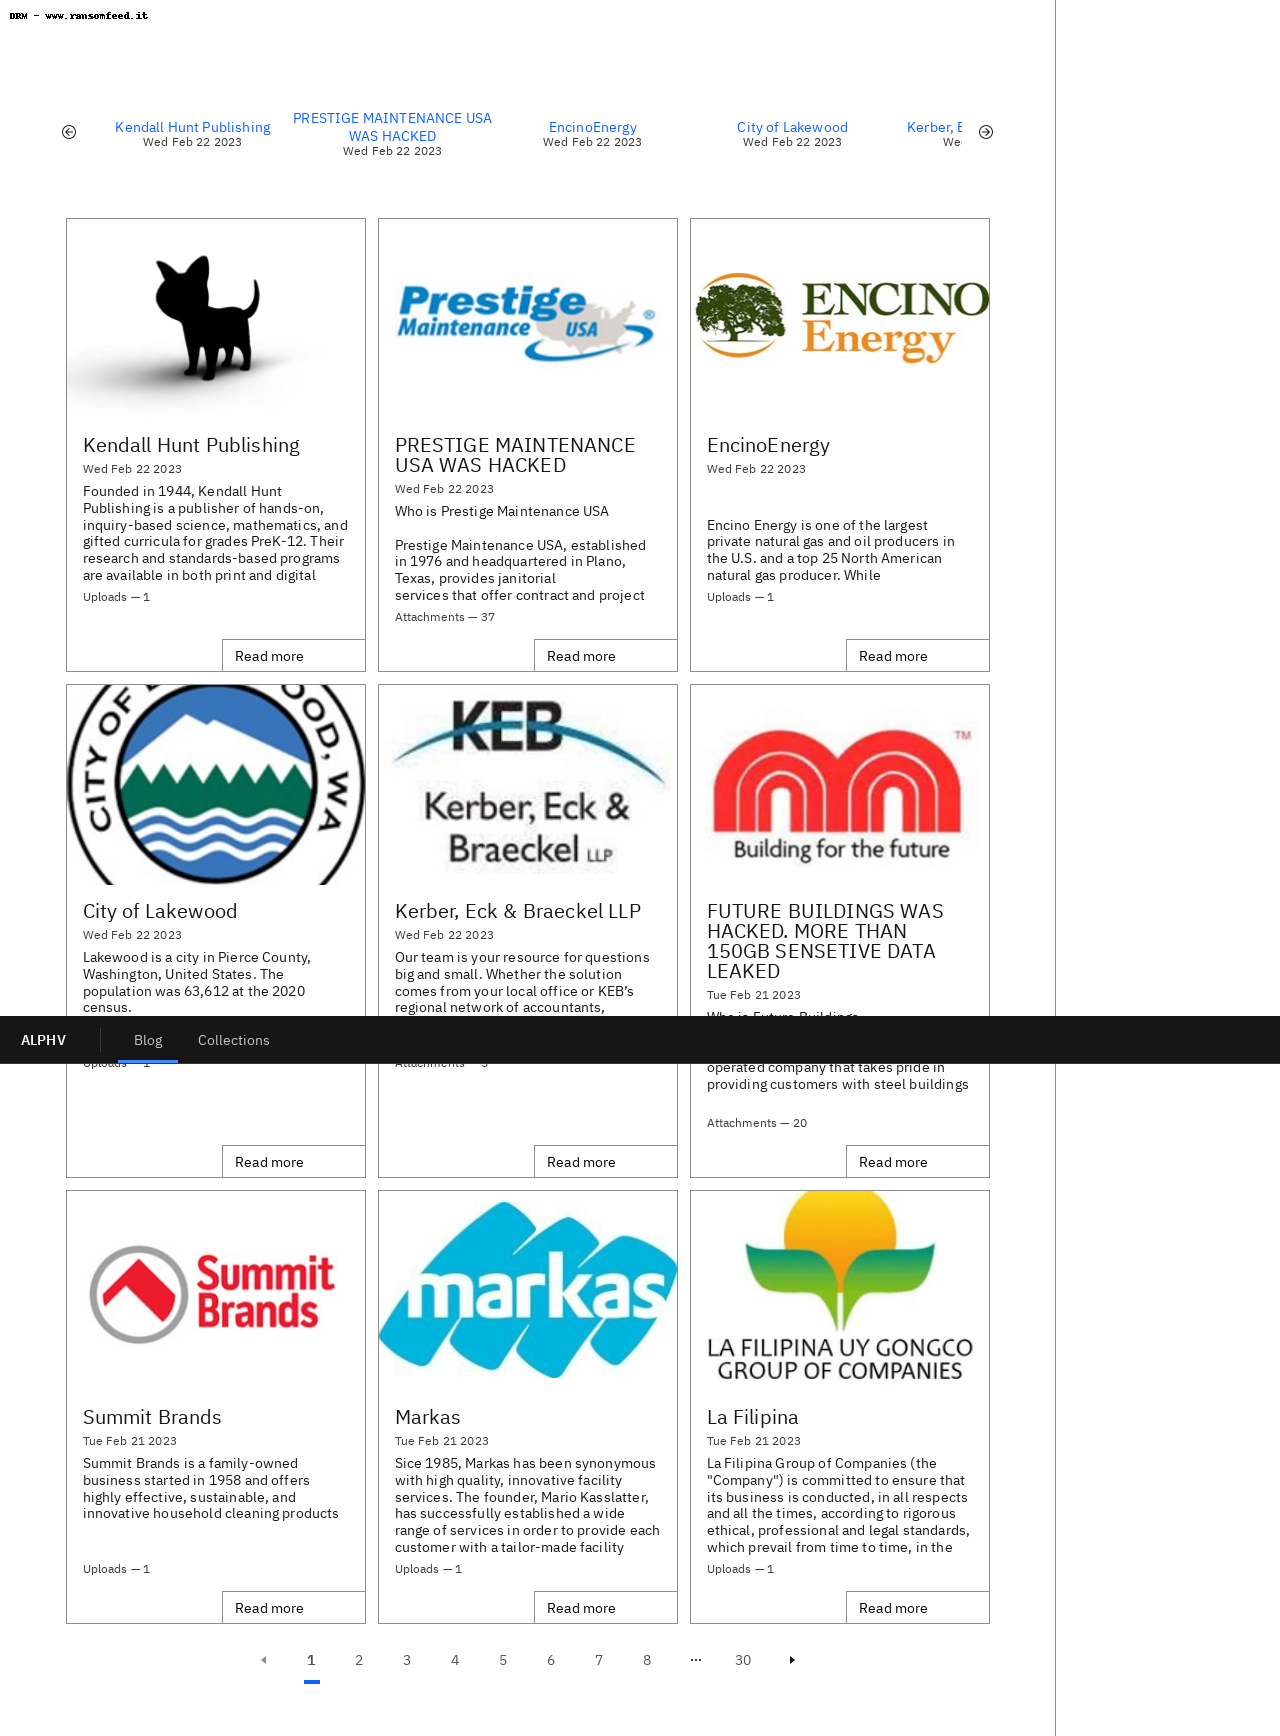 DRM - www.ransomfeed.it
Kendall Hunt Publishing
Wed Feb 22 2023
PRESTIGE MAINTENANCE USA
WAS HACKED
Wed Feb 22 2023
EncinoEnergy
Wed Feb 22 2023
City of Lakewood
Wed Feb 22 2023
Kerber,
Prestige
Maintenance USA
®
ENCINO
Energy
Kendall Hunt Publishing
Wed Feb 22 2023
Founded in 1944, Kendall Hunt
Publishing is a publisher of hands-on,
inquiry-based science, mathematics, and
gifted curricula for grades PreK-12. Their
research and standards-based programs
are available in both print and digital
Uploads — 1
Read more
PRESTIGE MAINTENANCE
USA WAS HACKED
Wed Feb 22 2023
Who is Prestige Maintenance USA
Prestige Maintenance USA, established
in 1976 and headquartered in Plano,
Texas, provides janitorial
services that offer contract and project
Attachments — 37
Read more
EncinoEnergy
Wed Feb 22 2023
Encino Energy is one of the largest
private natural gas and oil producers in
the U.S. and a top 25 North American
natural gas producer. While
Uploads — 1
Read more
CITY OF
OOD, WA
KEB
Kerber, Eck &
Braeckel LLP
TM
Building for the future
City of Lakewood
Wed Feb 22 2023
Lakewood is a city in Pierce County,
Washington, United States. The
population was 63,612 at the 2020
census.
Read more
Kerber, Eck & Braeckel LLP
Wed Feb 22 2023
Our team is your resource for questions
big and small. Whether the solution
comes from your local office or KEB’s
regional network of accountants,
Read more
FUTURE BUILDINGS WAS
HACKED. MORE THAN
150GB SENSETIVE DATA
LEAKED
Tue Feb 21 2023
Who is Future Buildings
operated company that takes pride in
providing customers with steel buildings
Attachments — 20
Read more
ALPHV
Blog
Collections
Summit
Brands
markas
LA FILIPINA UY GONGCO
GROUP OF COMPANIES
Summit Brands
Tue Feb 21 2023
Summit Brands is a family-owned
business started in 1958 and offers
highly effective, sustainable, and
innovative household cleaning products
Uploads — 1
Read more
Markas
Tue Feb 21 2023
Sice 1985, Markas has been synonymous
with high quality, innovative facility
services. The founder, Mario Kasslatter,
has successfully established a wide
range of services in order to provide each
customer with a tailor-made facility
Uploads — 1
Read more
La Filipina
Tue Feb 21 2023
La Filipina Group of Companies (the
"Company") is committed to ensure that
its business is conducted, in all respects
and all the times, according to rigorous
ethical, professional and legal standards,
which prevail from time to time, in the
Uploads — 1
Read more
1 2 3 4 5 6 7 8 ... 30